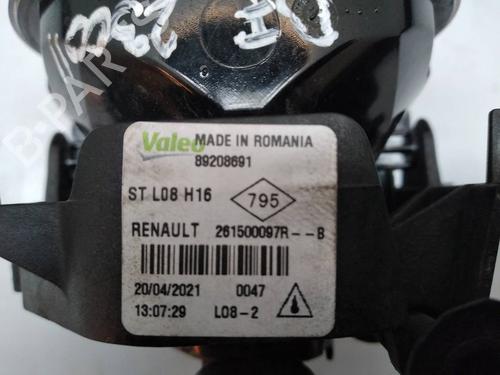 Valeo MADE IN ROMANIA
89208691
ST L08 H16 795
RENAULT 261500097R--B
20/04/2021 0047
13:07:29 L08-2
B-PARTS